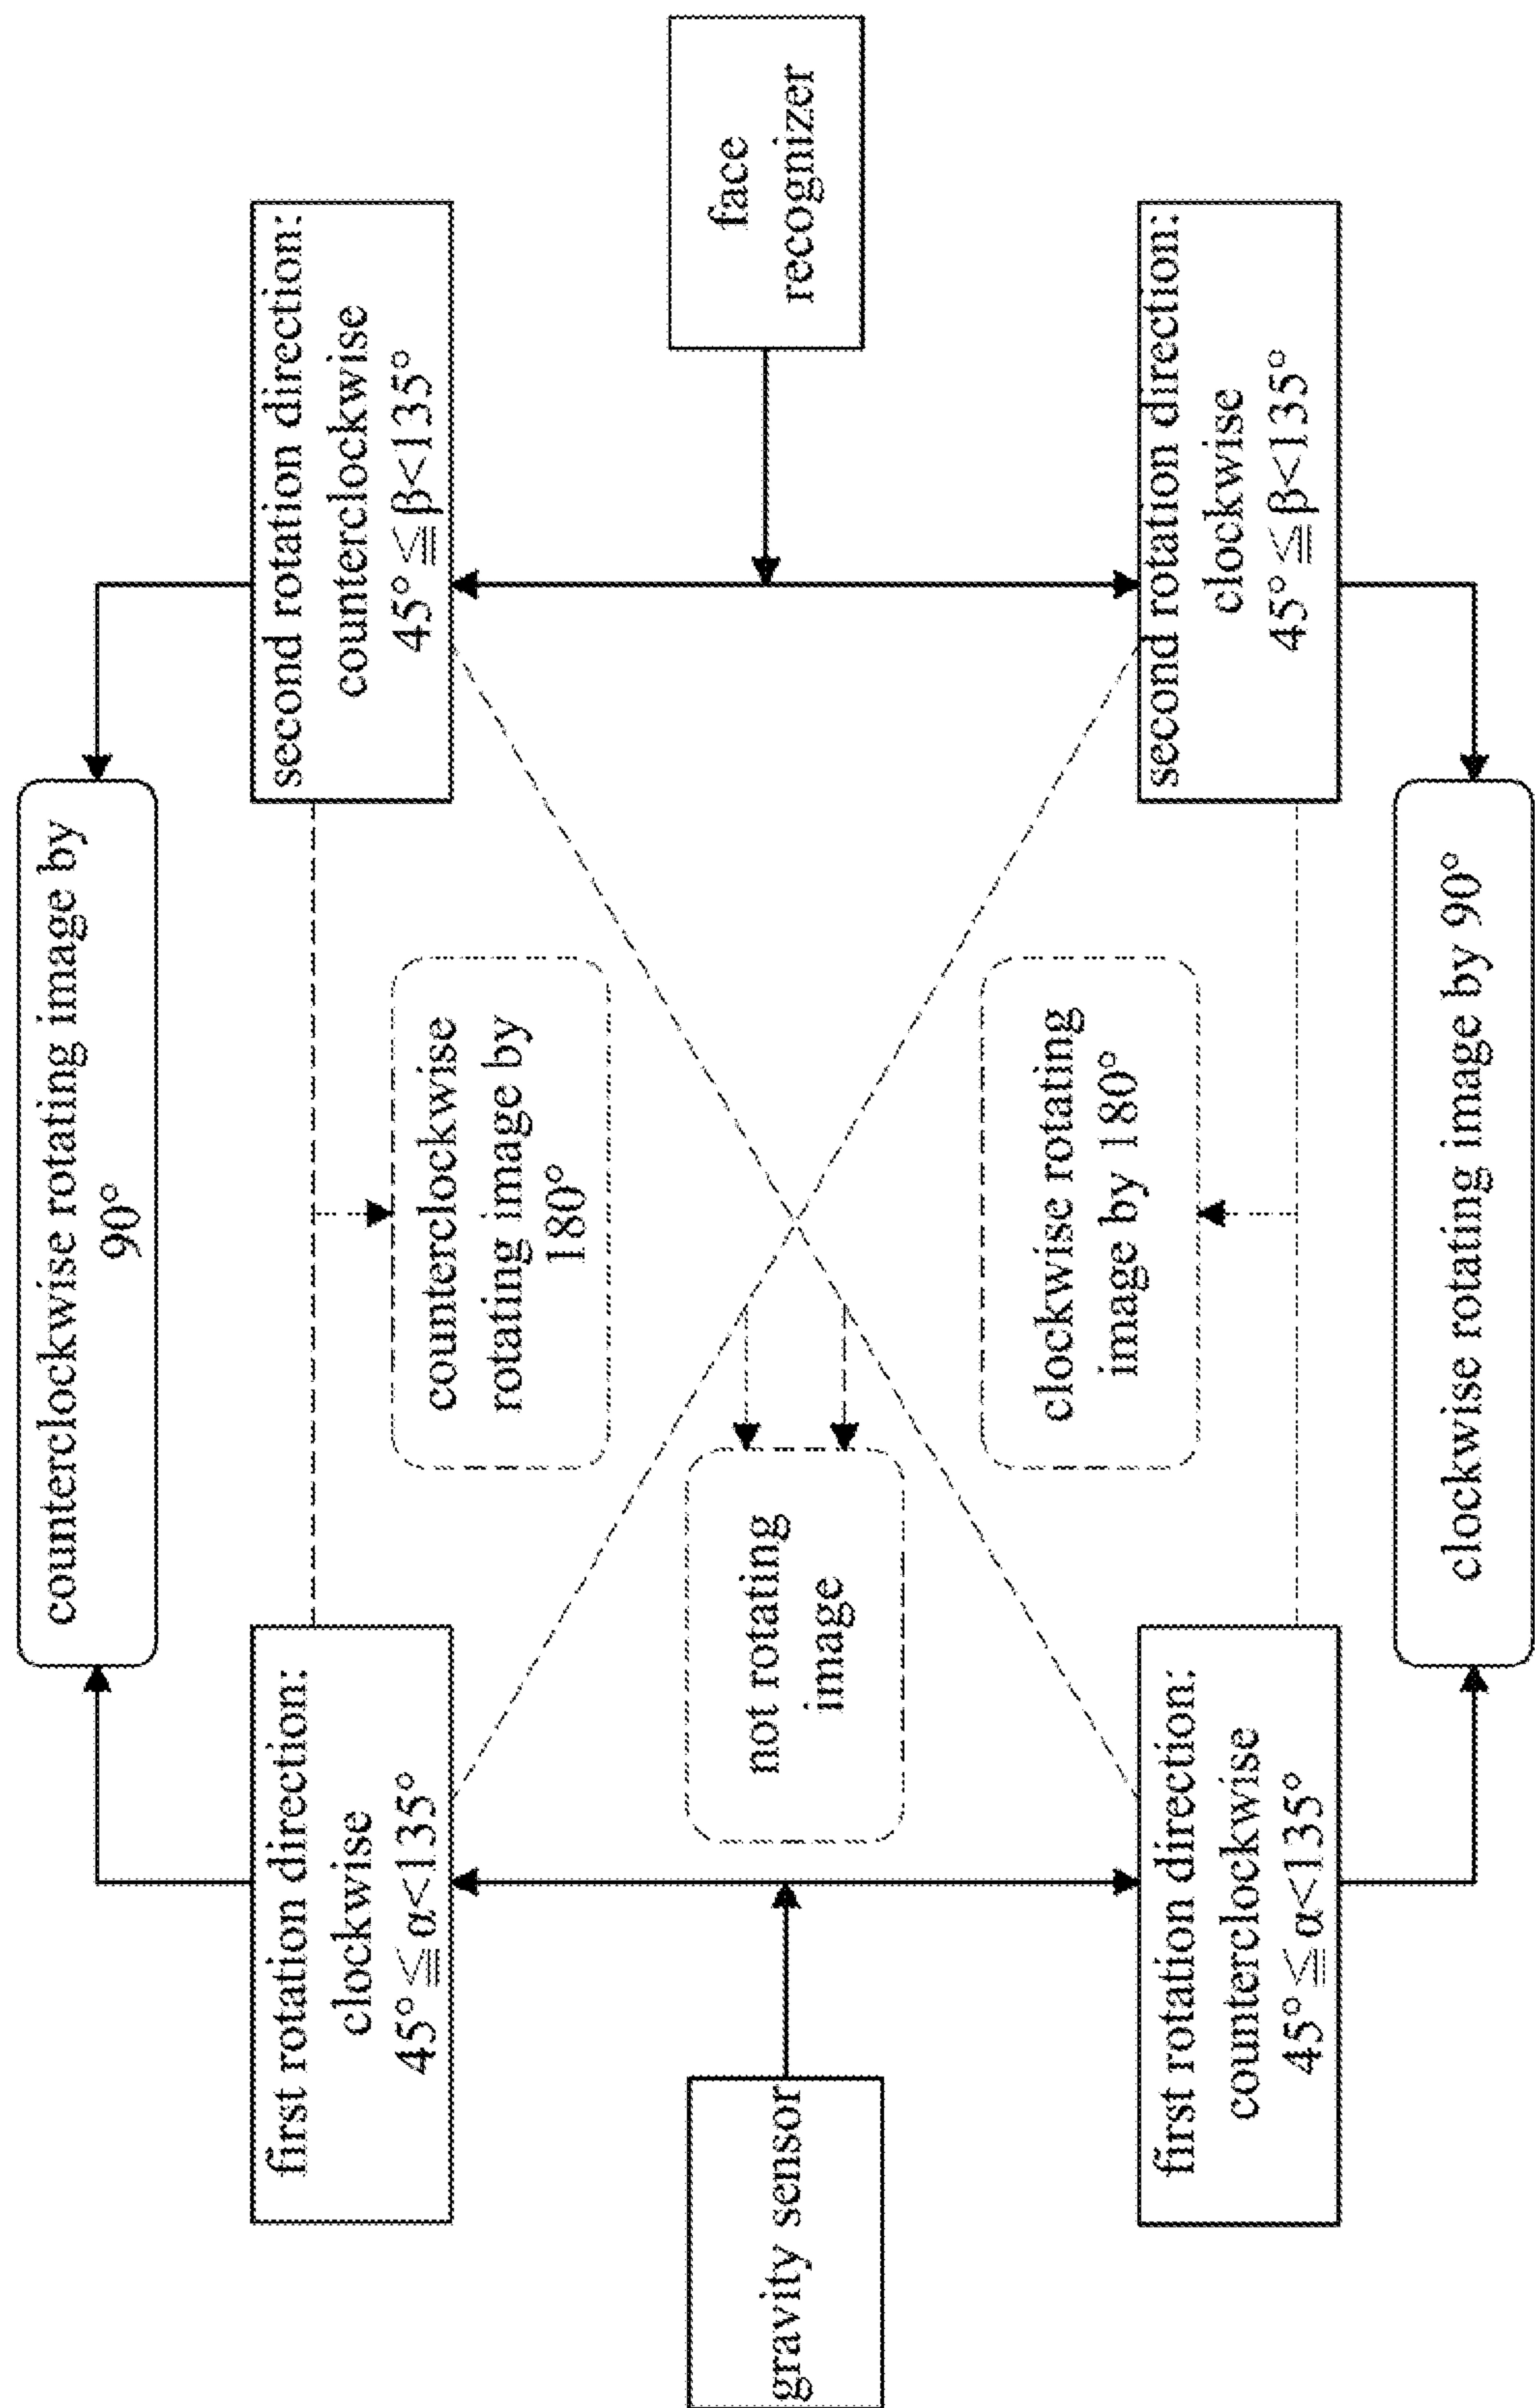 counterclockwise rotating image by
90°
first rotation direction:
clockwise
45°≦α<135°
second rotation direction:
counterclockwise
45°≦β<135°
counterclockwise
rotating image by
180°
gravity sensor
not rotating
image
face
recognizer
clockwise rotating
image by 180°
first rotation direction:
counterclockwise
45°≦α<135°
second rotation direction:
clockwise
45°≦β<135°
clockwise rotating image by 90°